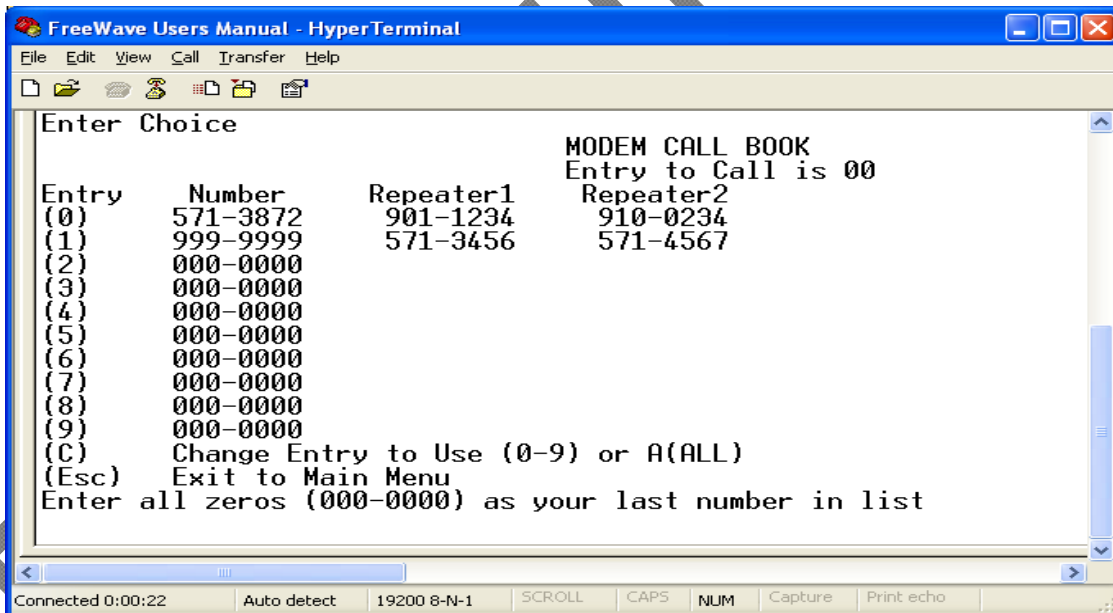 FreeWave Users Manual - HyperTerminal
File Edit View Call Transfer Help
Enter Choice
MODEM CALL BOOK
Entry to Call is 00
Entry Number Repeater1 Repeater2
(0) 571-3872 901-1234 910-0234
(1) 999-9999 571-3456 571-4567
(2) 000-0000
(3) 000-0000
(4) 000-0000
(5) 000-0000
(6) 000-0000
(7) 000-0000
(8) 000-0000
(9) 000-0000
(C) Change Entry to Use (0-9) or A(ALL)
(Esc) Exit to Main Menu
Enter all zeros (000-0000) as your last number in list
Connected 0:00:22 Auto detect 19200 8-N-1 SCROLL CAPS NUM Capture Print echo